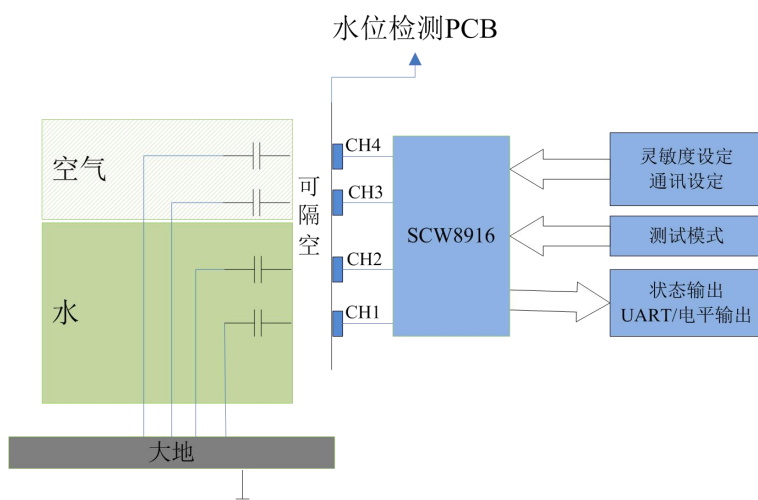 水位检测PCB
空气
可
隔
空
水
CH4
CH3
CH2
CH1
SCW8916
灵敏度设定
通讯设定
测试模式
状态输出
UART/电平输出
大地